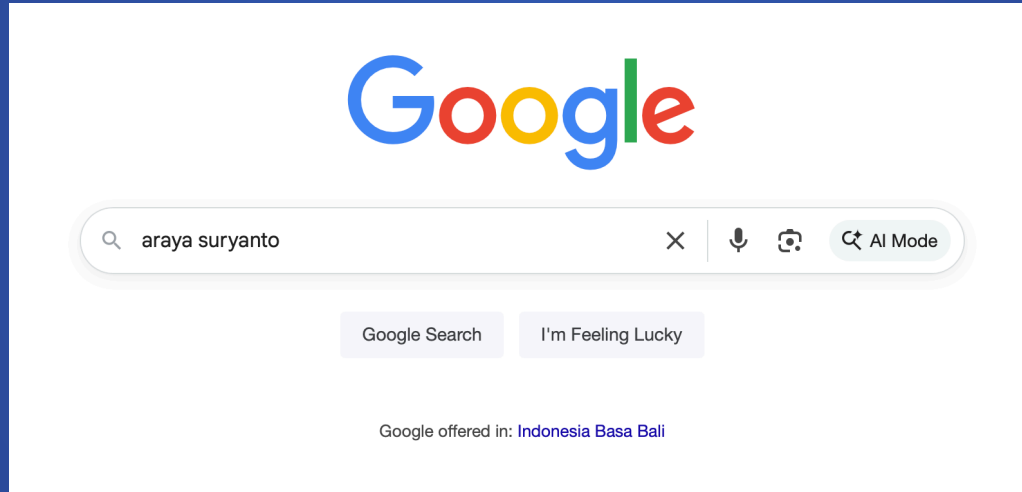 Google
araya suryanto
AI Mode
Google Search
I'm Feeling Lucky
Google offered in: Indonesia Basa Bali